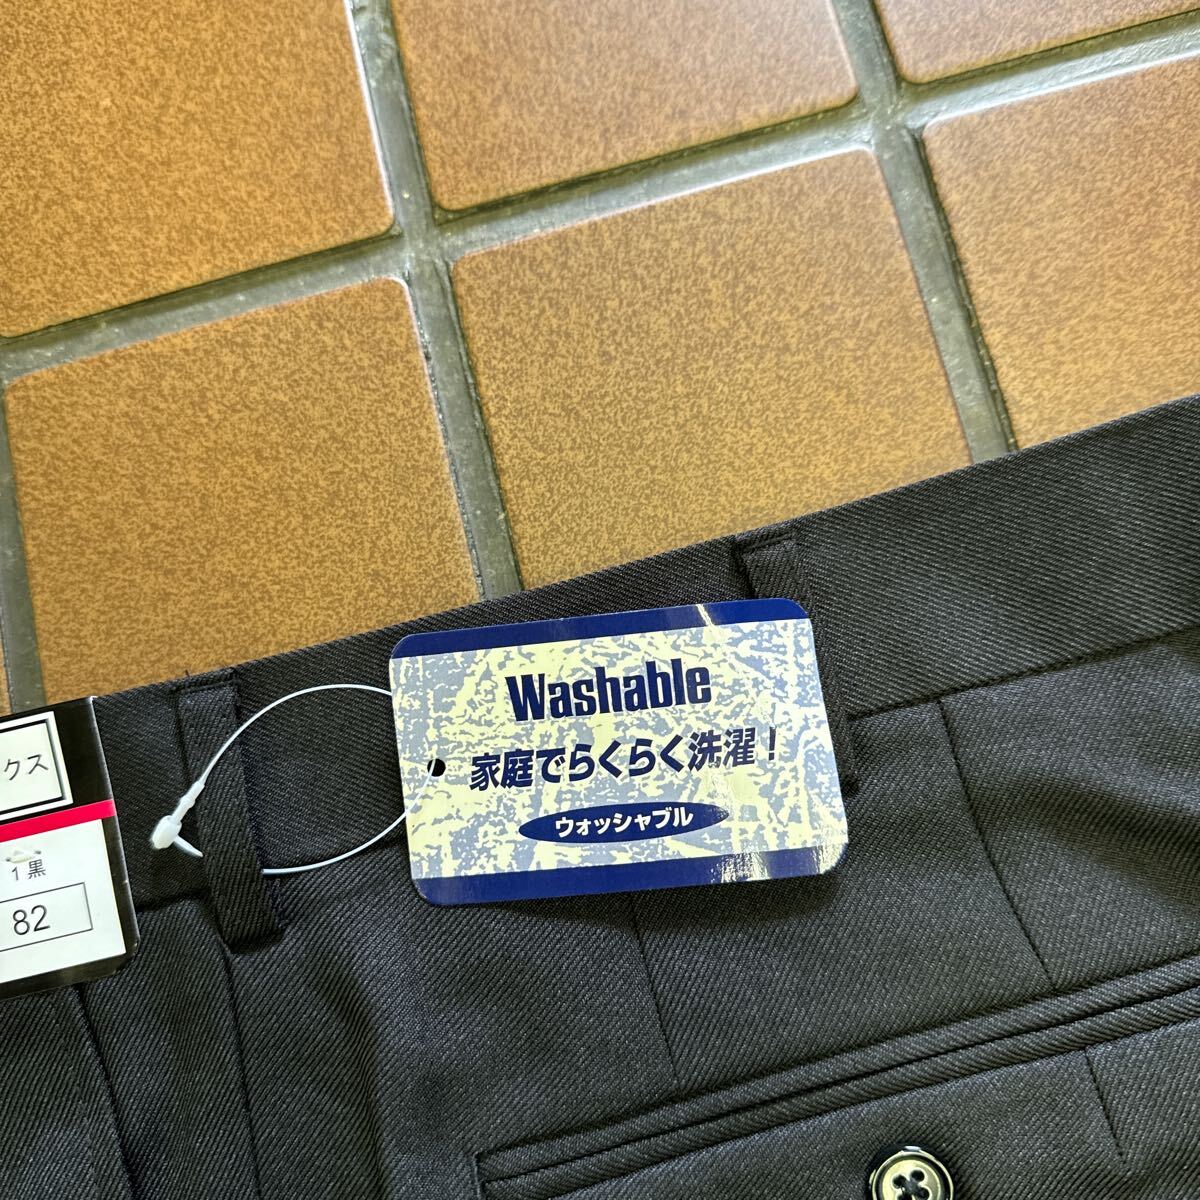 クス
1 黒
82
Washable
家庭でらくらく洗濯！
ウォッシャブル